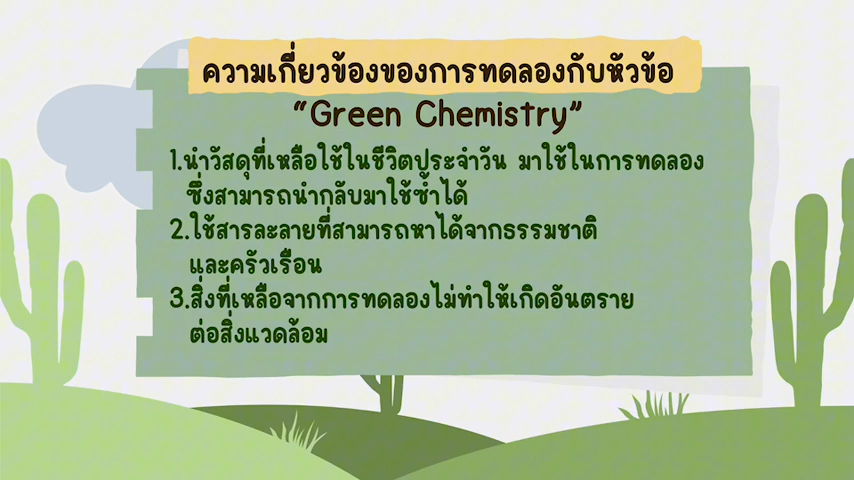 ความเกี่ยวข้องของการทดลองกับหัวข้อ
“Green Chemistry”
1.นำวัสดุที่เหลือใช้ในชีวิตประจำวัน มาใช้ในการทดลอง
ซึ่งสามารถนำกลับมาใช้ซ้ำได้
2.ใช้สารละลายที่สามารถหาได้จากธรรมชาติ
และครัวเรือน
3.สิ่งที่เหลือจากการทดลองไม่ทำให้เกิดอันตราย
ต่อสิ่งแวดล้อม